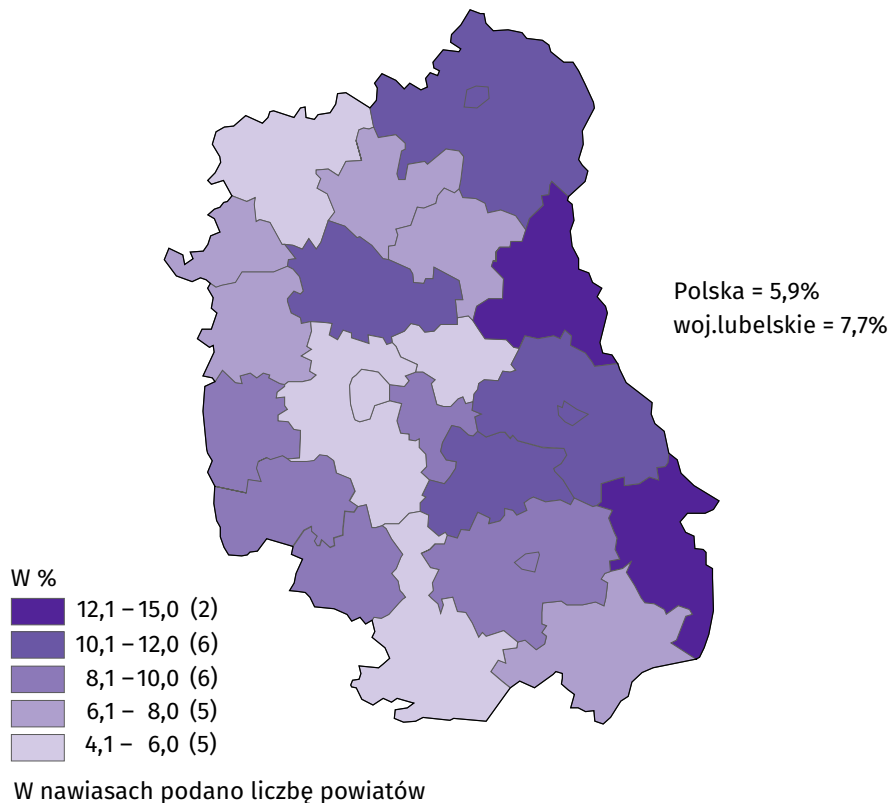 Polska = 5,9%
woj.lubelskie = 7,7%
W %
12,1 – 15,0 (2)
10,1 – 12,0 (6)
8,1 – 10,0 (6)
6,1 – 8,0 (5)
4,1 – 6,0 (5)
W nawiasach podano liczbę powiatów